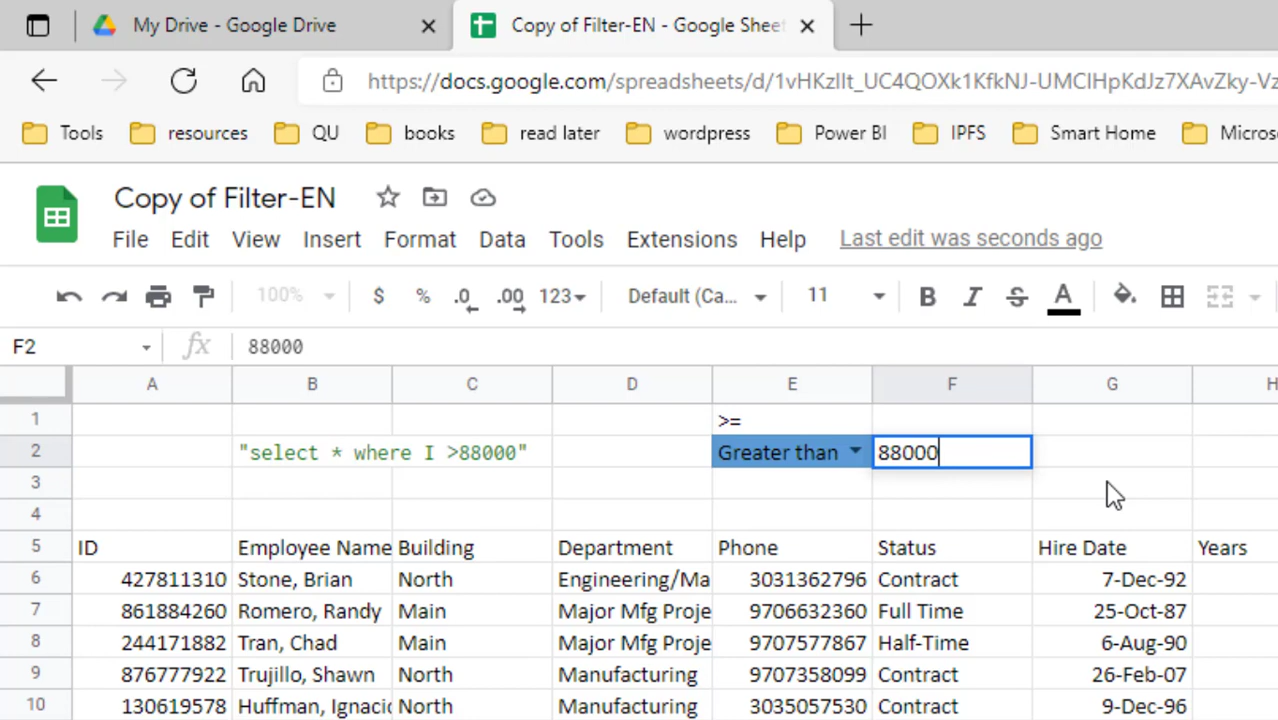 My Drive - Google Drive
Copy of Filter-EN - Google Sheet
https://docs.google.com/spreadsheets/d/1vHKzlIt_UC4QOXk1KfkNJ-UMClHpKdJz7XAvZky-Vz
Tools resources QU books read later wordpress Power BI IPFS Smart Home Micros
Copy of Filter-EN
File Edit View Insert Format Data Tools Extensions Help Last edit was seconds ago
100% $ % .0 .00 123 Default (Ca... 11 B I S A
F2 fx 88000
A B C D E F G H
1 >=
2 "select * where I >88000" Greater than 88000
3
4
5 ID Employee Name Building Department Phone Status Hire Date Years
6 427811310 Stone, Brian North Engineering/Ma 3031362796 Contract 7-Dec-92
7 861884260 Romero, Randy Main Major Mfg Proje 9706632360 Full Time 25-Oct-87
8 244171882 Tran, Chad Main Major Mfg Proje 9707577867 Half-Time 6-Aug-90
9 876777922 Trujillo, Shawn North Manufacturing 9707358099 Contract 26-Feb-07
10 130619578 Huffman, Ignacio North Manufacturing 3035057530 Contract 9-Dec-96